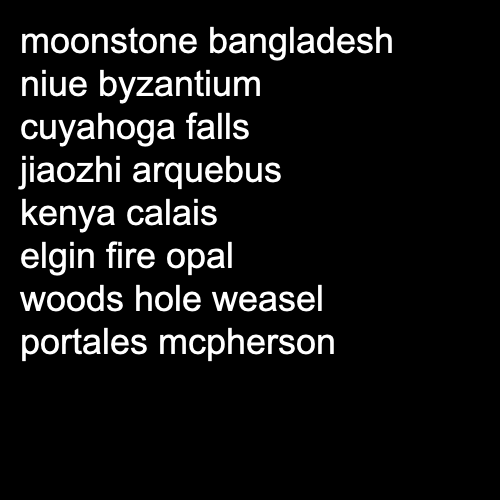 moonstone bangladesh
niue byzantium
cuyahoga falls
jiaozhi arquebus
kenya calais
elgin fire opal
woods hole weasel
portales mcpherson